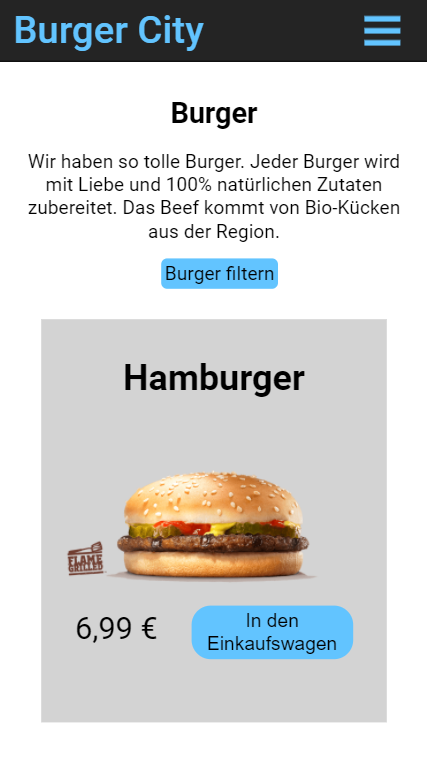 Burger City
Burger
Wir haben so tolle Burger. Jeder Burger wird
mit Liebe und 100% natürlichen Zutaten
zubereitet. Das Beef kommt von Bio-Kücken
aus der Region.
Burger filtern
Hamburger
FLAME
GRILLED
6,99 €
In den
Einkaufswagen